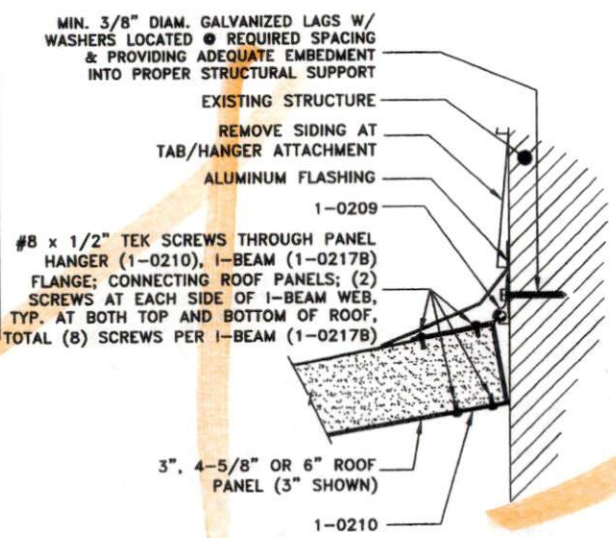 MIN. 3/8" DIAM. GALVANIZED LAGS W/
WASHERS LOCATED @ REQUIRED SPACING
& PROVIDING ADEQUATE EMBEDMENT
INTO PROPER STRUCTURAL SUPPORT
EXISTING STRUCTURE
REMOVE SIDING AT
TAB/HANGER ATTACHMENT
ALUMINUM FLASHING
1-0209
#8 x 1/2" TEK SCREWS THROUGH PANEL
HANGER (1-0210), I-BEAM (1-0217B)
FLANGE; CONNECTING ROOF PANELS; (2)
SCREWS AT EACH SIDE OF I-BEAM WEB,
TYP. AT BOTH TOP AND BOTTOM OF ROOF,
TOTAL (8) SCREWS PER I-BEAM (1-0217B)
3", 4-5/8" OR 6" ROOF
PANEL (3" SHOWN)
1-0210